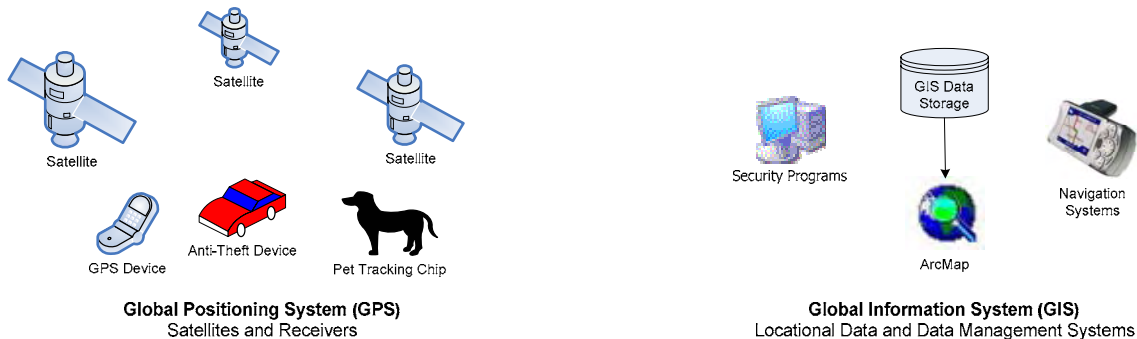 Satellite
Satellite
Satellite
GPS Device
Anti-Theft Device
Pet Tracking Chip
Global Positioning System (GPS)
Satellites and Receivers
GIS Data
Storage
Security Programs
Navigation
Systems
ArcMap
Global Information System (GIS)
Locational Data and Data Management Systems